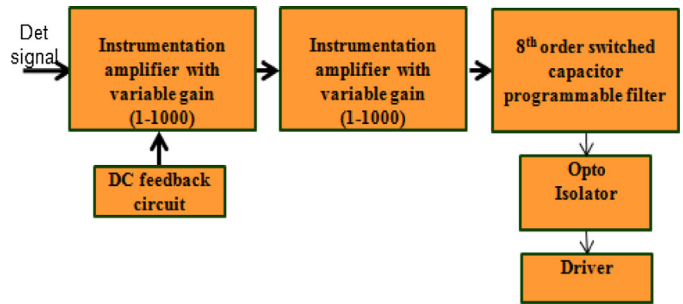 Det
signal
Instrumentation
amplifier with
variable gain
(1-1000)
Instrumentation
amplifier with
variable gain
(1-1000)
8th order switched
capacitor
programmable filter
DC feedback
circuit
Opto
Isolator
Driver